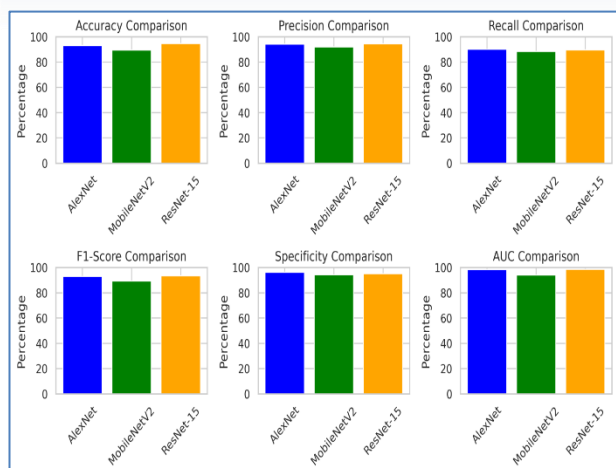 Accuracy Comparison
Percentage
100
80
60
40
20
0
AlexNet
MobileNetV2
ResNet-15
Precision Comparison
Percentage
100
80
60
40
20
0
AlexNet
MobileNetV2
ResNet-15
Recall Comparison
Percentage
100
80
60
40
20
0
AlexNet
MobileNetV2
ResNet-15
F1-Score Comparison
Percentage
100
80
60
40
20
0
AlexNet
MobileNetV2
ResNet-15
Specificity Comparison
Percentage
100
80
60
40
20
0
AlexNet
MobileNetV2
ResNet-15
AUC Comparison
Percentage
100
80
60
40
20
0
AlexNet
MobileNetV2
ResNet-15